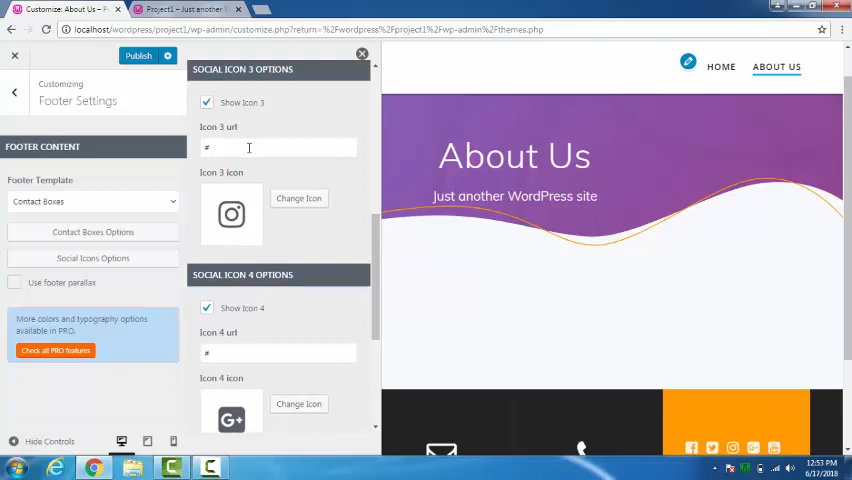 Customize: About Us – P
Project1 – Just another W
localhost/wordpress/project1/wp-admin/customize.php?return=%2Fwordpress%2Fproject1%2Fwp-admin%2Fthemes.php
Publish
Customizing
Footer Settings
FOOTER CONTENT
Footer Template
Contact Boxes
Contact Boxes Options
Social Icons Options
Use footer parallax
More colors and typography options
available in PRO.
Check all PRO features
Hide Controls
SOCIAL ICON 3 OPTIONS
Show Icon 3
Icon 3 url
#
Icon 3 icon
Change Icon
SOCIAL ICON 4 OPTIONS
Show Icon 4
Icon 4 url
#
Icon 4 icon
G+
Change Icon
HOME
ABOUT US
About Us
Just another WordPress site
12:53 PM
6/17/2018